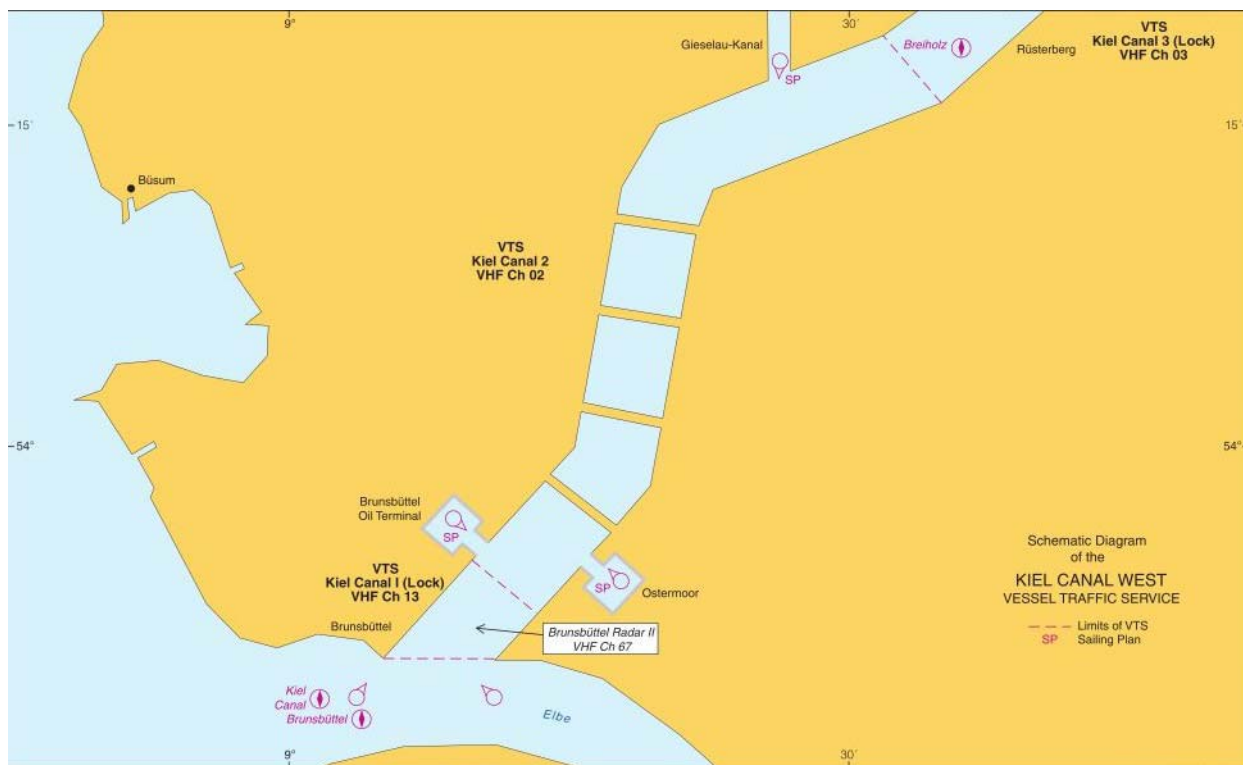 9°
30´
VTS
Kiel Canal 3 (Lock)
VHF Ch 03
Gieselau-Kanal
Breiholz
Rüsterberg
SP
15´
15´
Büsum
VTS
Kiel Canal 2
VHF Ch 02
54°
54°
Brunsbüttel
Oil Terminal
SP
VTS
Kiel Canal I (Lock)
VHF Ch 13
SP
Ostermoor
Brunsbüttel
Brunsbüttel Radar II
VHF Ch 67
Schematic Diagram
of the
KIEL CANAL WEST
VESSEL TRAFFIC SERVICE
Limits of VTS
SP Sailing Plan
Kiel
Canal
Brunsbüttel
Elbe
9°
30´